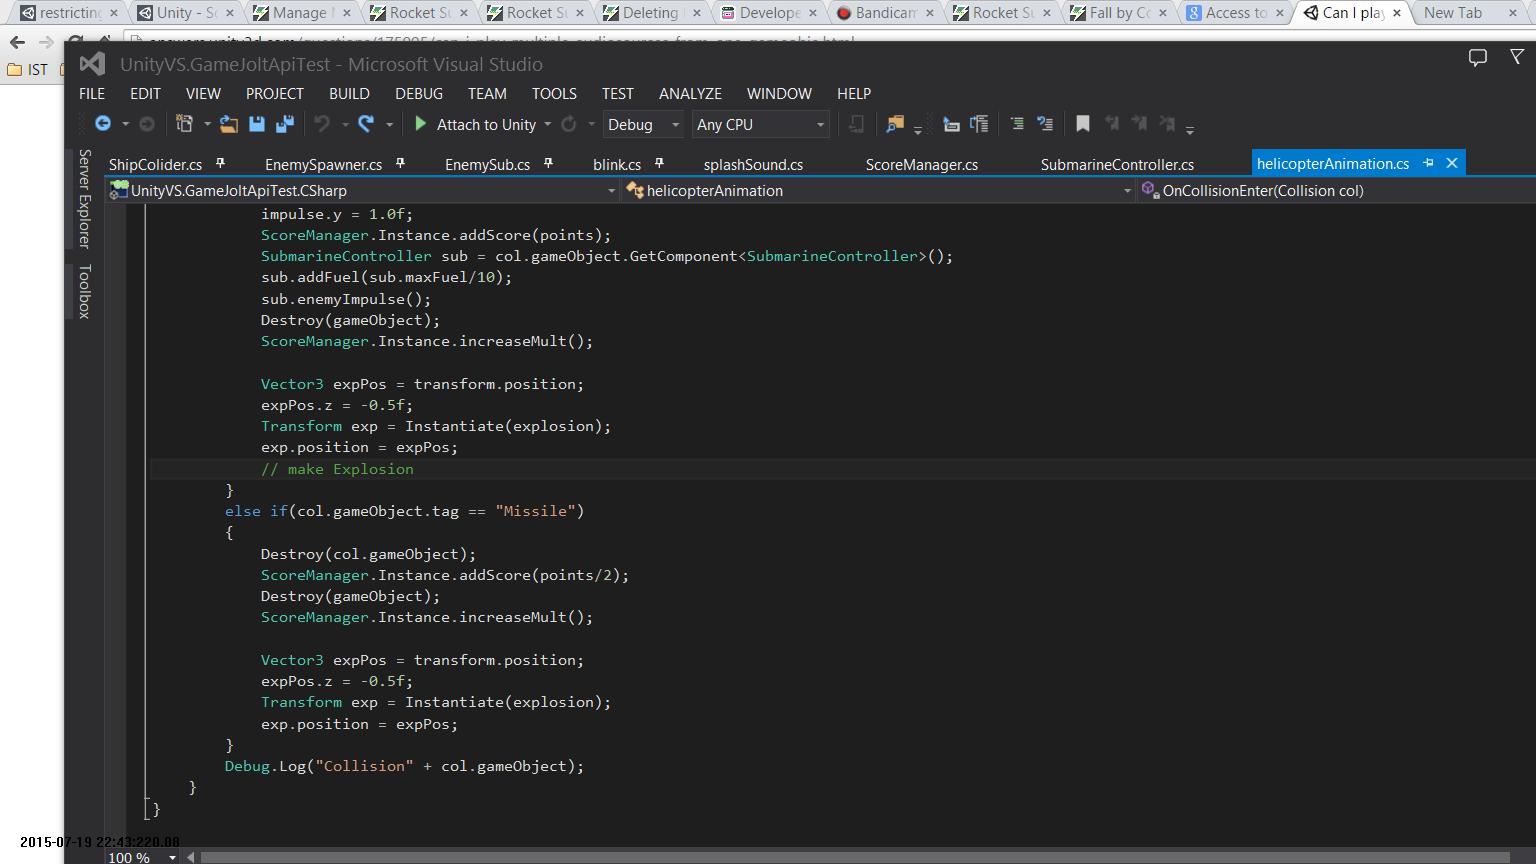 restricting Unity - Sc Manage Rocket Su Rocket Su Deleting Develope Bandicam Rocket Su Fall by Co Access to Can I play New Tab
IST
UnityVS.GameJoltApiTest - Microsoft Visual Studio
FILE EDIT VIEW PROJECT BUILD DEBUG TEAM TOOLS TEST ANALYZE WINDOW HELP
Attach to Unity Debug Any CPU
ShipColider.cs EnemySpawner.cs EnemySub.cs blink.cs splashSound.cs ScoreManager.cs SubmarineController.cs helicopterAnimation.cs
UnityVS.GameJoltApiTest.CSharp helicopterAnimation OnCollisionEnter(Collision col)
Server Explorer
Toolbox
impulse.y = 1.0f;
ScoreManager.Instance.addScore(points);
SubmarineController sub = col.gameObject.GetComponent<SubmarineController>();
sub.addFuel(sub.maxFuel/10);
sub.enemyImpulse();
Destroy(gameObject);
ScoreManager.Instance.increaseMult();
Vector3 expPos = transform.position;
expPos.z = -0.5f;
Transform exp = Instantiate(explosion);
exp.position = expPos;
// make Explosion
}
else if(col.gameObject.tag == "Missile")
{
Destroy(col.gameObject);
ScoreManager.Instance.addScore(points/2);
Destroy(gameObject);
ScoreManager.Instance.increaseMult();
Vector3 expPos = transform.position;
expPos.z = -0.5f;
Transform exp = Instantiate(explosion);
exp.position = expPos;
}
Debug.Log("Collision" + col.gameObject);
}
}
2015-07-19 22:43:220.08
100 %